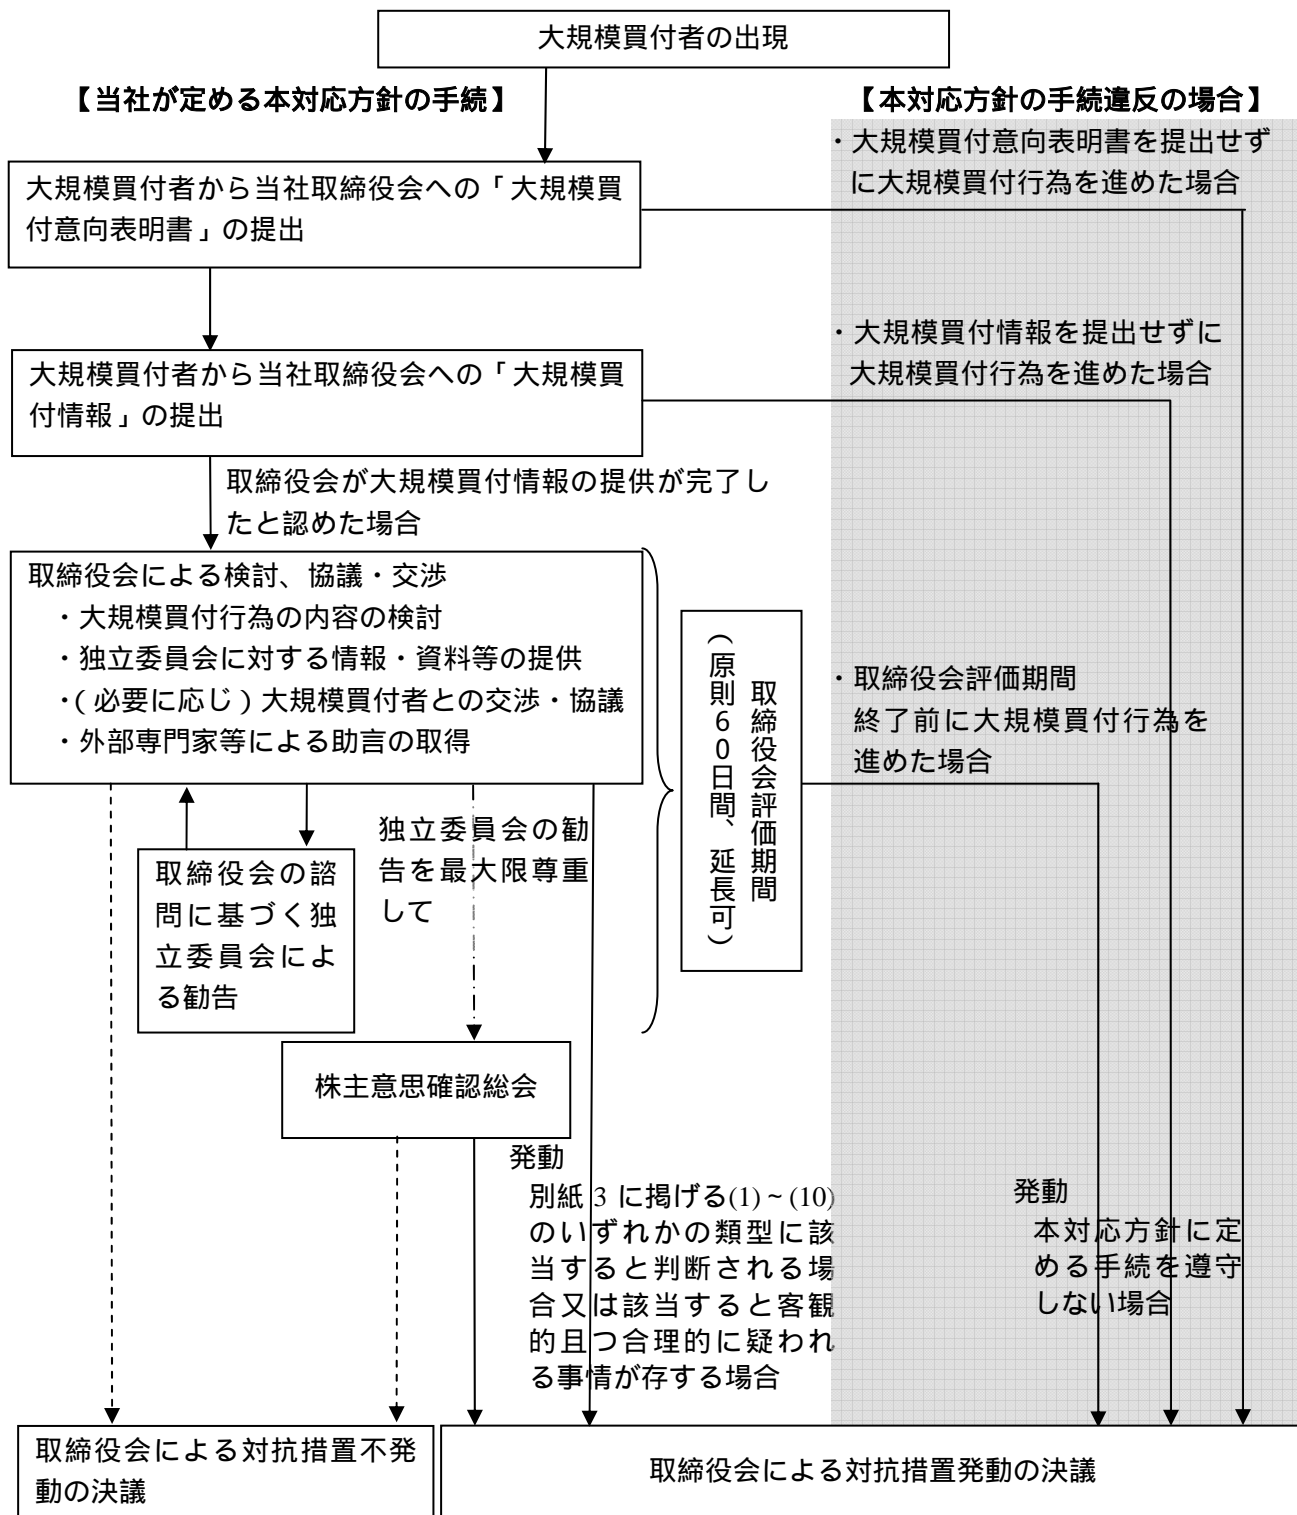 大規模買付者の出現
【当社が定める本対応方針の手続】
【本対応方針の手続違反の場合】
・大規模買付意向表明書を提出せず
に大規模買付行為を進めた場合
大規模買付者から当社取締役会への「大規模買
付意向表明書」の提出
・大規模買付情報を提出せずに
大規模買付行為を進めた場合
大規模買付者から当社取締役会への「大規模買
付情報」の提出
取締役会が大規模買付情報の提供が完了し
たと認めた場合
取締役会による検討、協議・交渉
・大規模買付行為の内容の検討
・独立委員会に対する情報・資料等の提供
・(必要に応じ)大規模買付者との交渉・協議
・外部専門家等による助言の取得
取締役会評価期間
(原則60日間、延長可)
・取締役会評価期間
終了前に大規模買付行為を
進めた場合
独立委員会の勧
告を最大限尊重
して
取締役会の諮
問に基づく独
立委員会によ
る勧告
株主意思確認総会
発動
別紙 3 に掲げる(1)~(10)
のいずれかの類型に該
当すると判断される場
合又は該当すると客観
的且つ合理的に疑われ
る事情が存する場合
発動
本対応方針に定
める手続を遵守
しない場合
取締役会による対抗措置不発
動の決議
取締役会による対抗措置発動の決議